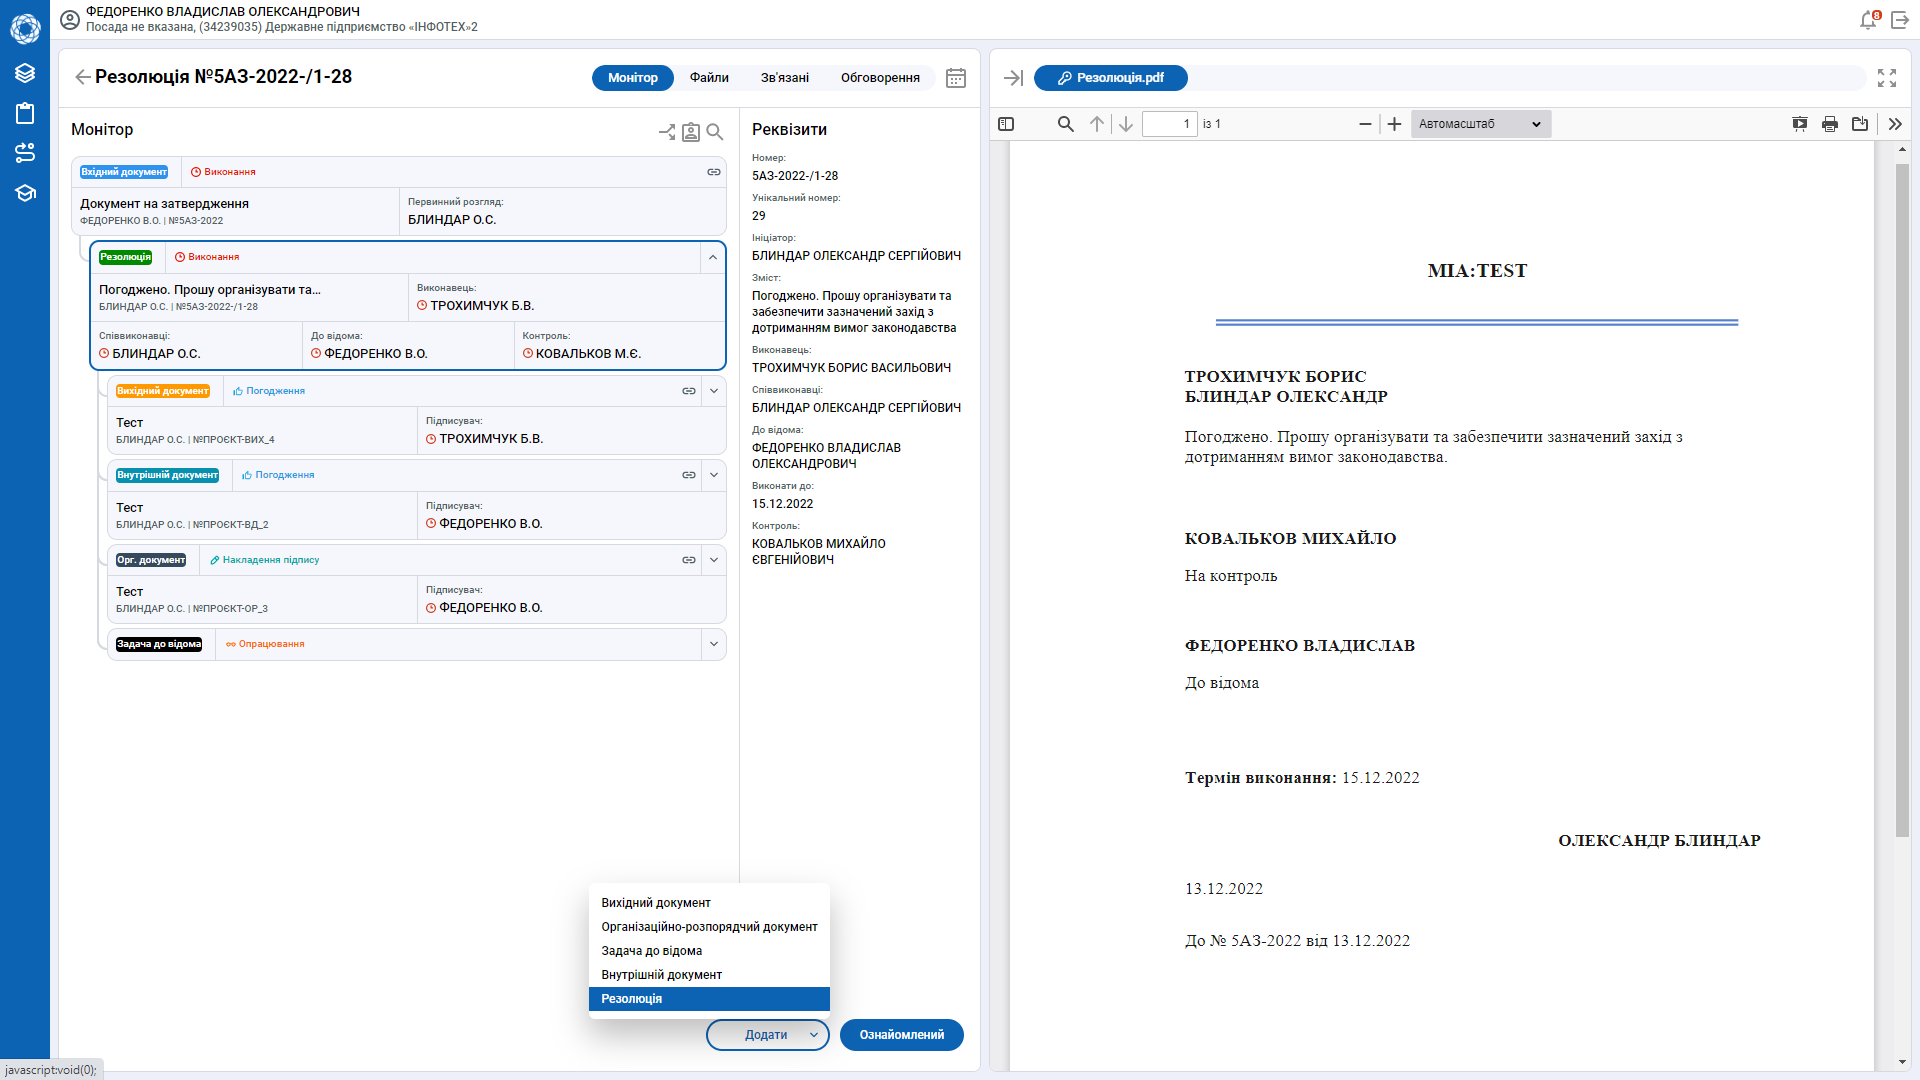 ФЕДОРЕНКО ВЛАДИСЛАВ ОЛЕКСАНДРОВИЧ
Посада не вказана, (34239035) Державне підприємство «ІНФОТЕХ»2
8
Резолюція №5АЗ-2022-/1-28
Монітор
Файли
Зв'язані
Обговорення
Монітор
Вхідний документ
Виконання
Документ на затвердження
ФЕДОРЕНКО В.О. | №5АЗ-2022
Первинний розгляд:
БЛИНДАР О.С.
Резолюція
Виконання
Погоджено. Прошу організувати та...
БЛИНДАР О.С. | №5АЗ-2022-/1-28
Виконавець:
ТРОХИМЧУК Б.В.
Співвиконавці:
БЛИНДАР О.С.
До відома:
ФЕДОРЕНКО В.О.
Контроль:
КОВАЛЬКОВ М.Є.
Вихідний документ
Погодження
Тест
БЛИНДАР О.С. | №ПРОЄКТ-ВИХ_4
Підписувач:
ТРОХИМЧУК Б.В.
Внутрішній документ
Погодження
Тест
БЛИНДАР О.С. | №ПРОЄКТ-ВД_2
Підписувач:
ФЕДОРЕНКО В.О.
Орг. документ
Накладення підпису
Тест
БЛИНДАР О.С. | №ПРОЄКТ-ОР_3
Підписувач:
ФЕДОРЕНКО В.О.
Задача до відома
Опрацювання
Реквізити
Номер:
5АЗ-2022-/1-28
Унікальний номер:
29
Ініціатор:
БЛИНДАР ОЛЕКСАНДР СЕРГІЙОВИЧ
Зміст:
Погоджено. Прошу організувати та
забезпечити зазначений захід з
дотриманням вимог законодавства
Виконавець:
ТРОХИМЧУК БОРИС ВАСИЛЬОВИЧ
Співвиконавці:
БЛИНДАР ОЛЕКСАНДР СЕРГІЙОВИЧ
До відома:
ФЕДОРЕНКО ВЛАДИСЛАВ
ОЛЕКСАНДРОВИЧ
Виконати до:
15.12.2022
Контроль:
КОВАЛЬКОВ МИХАЙЛО
ЄВГЕНІЙОВИЧ
Вихідний документ
Організаційно-розпорядчий документ
Задача до відома
Внутрішній документ
Резолюція
Додати
Ознайомлений
javascript:void(0);
Резолюція.pdf
1
із 1
Автомасштаб
МІА:TEST
ТРОХИМЧУК БОРИС
БЛИНДАР ОЛЕКСАНДР
Погоджено. Прошу організувати та забезпечити зазначений захід з
дотриманням вимог законодавства.
КОВАЛЬКОВ МИХАЙЛО
На контроль
ФЕДОРЕНКО ВЛАДИСЛАВ
До відома
Термін виконання: 15.12.2022
ОЛЕКСАНДР БЛИНДАР
13.12.2022
До № 5АЗ-2022 від 13.12.2022